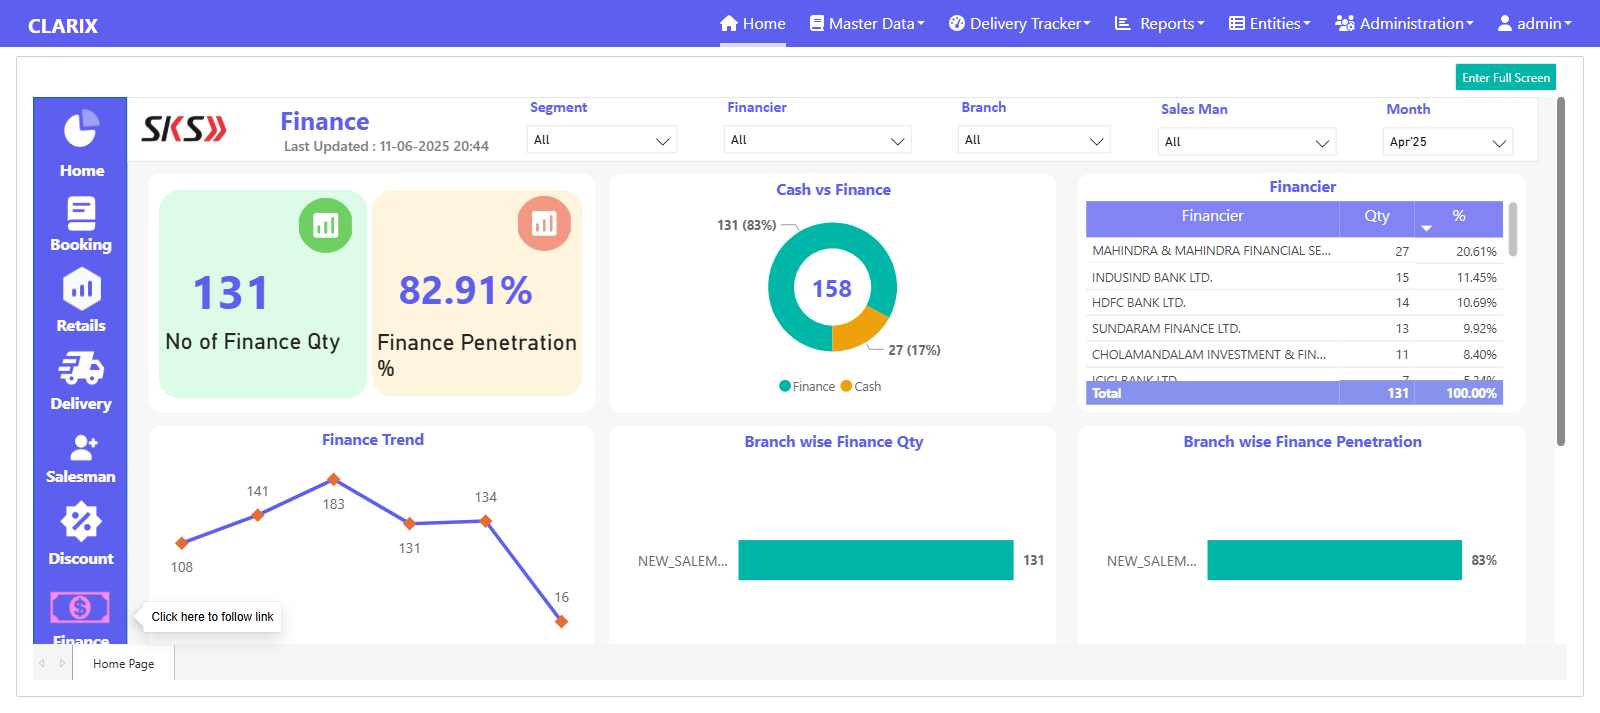 CLARIX
Home
Master Data
Delivery Tracker
Reports
Entities
Administration
admin
Enter Full Screen
Home
Booking
Retails
Delivery
Salesman
Discount
Finance
Click here to follow link
SKS
Finance
Last Updated : 11-06-2025 20:44
Segment
All
Financier
All
Branch
All
Sales Man
All
Month
Apr'25
131
No of Finance Qty
82.91%
Finance Penetration
%
Cash vs Finance
131 (83%)
158
27 (17%)
Finance Cash
Financier
Financier Qty %
MAHINDRA & MAHINDRA FINANCIAL SE... 27 20.61%
INDUSIND BANK LTD. 15 11.45%
HDFC BANK LTD. 14 10.69%
SUNDARAM FINANCE LTD. 13 9.92%
CHOLAMANDALAM INVESTMENT & FIN... 11 8.40%
ICICI BANK LTD 7 5.34%
Total 131 100.00%
Finance Trend
108
141
183
131
134
16
Branch wise Finance Qty
NEW_SALEM... 131
Branch wise Finance Penetration
NEW_SALEM... 83%
Home Page